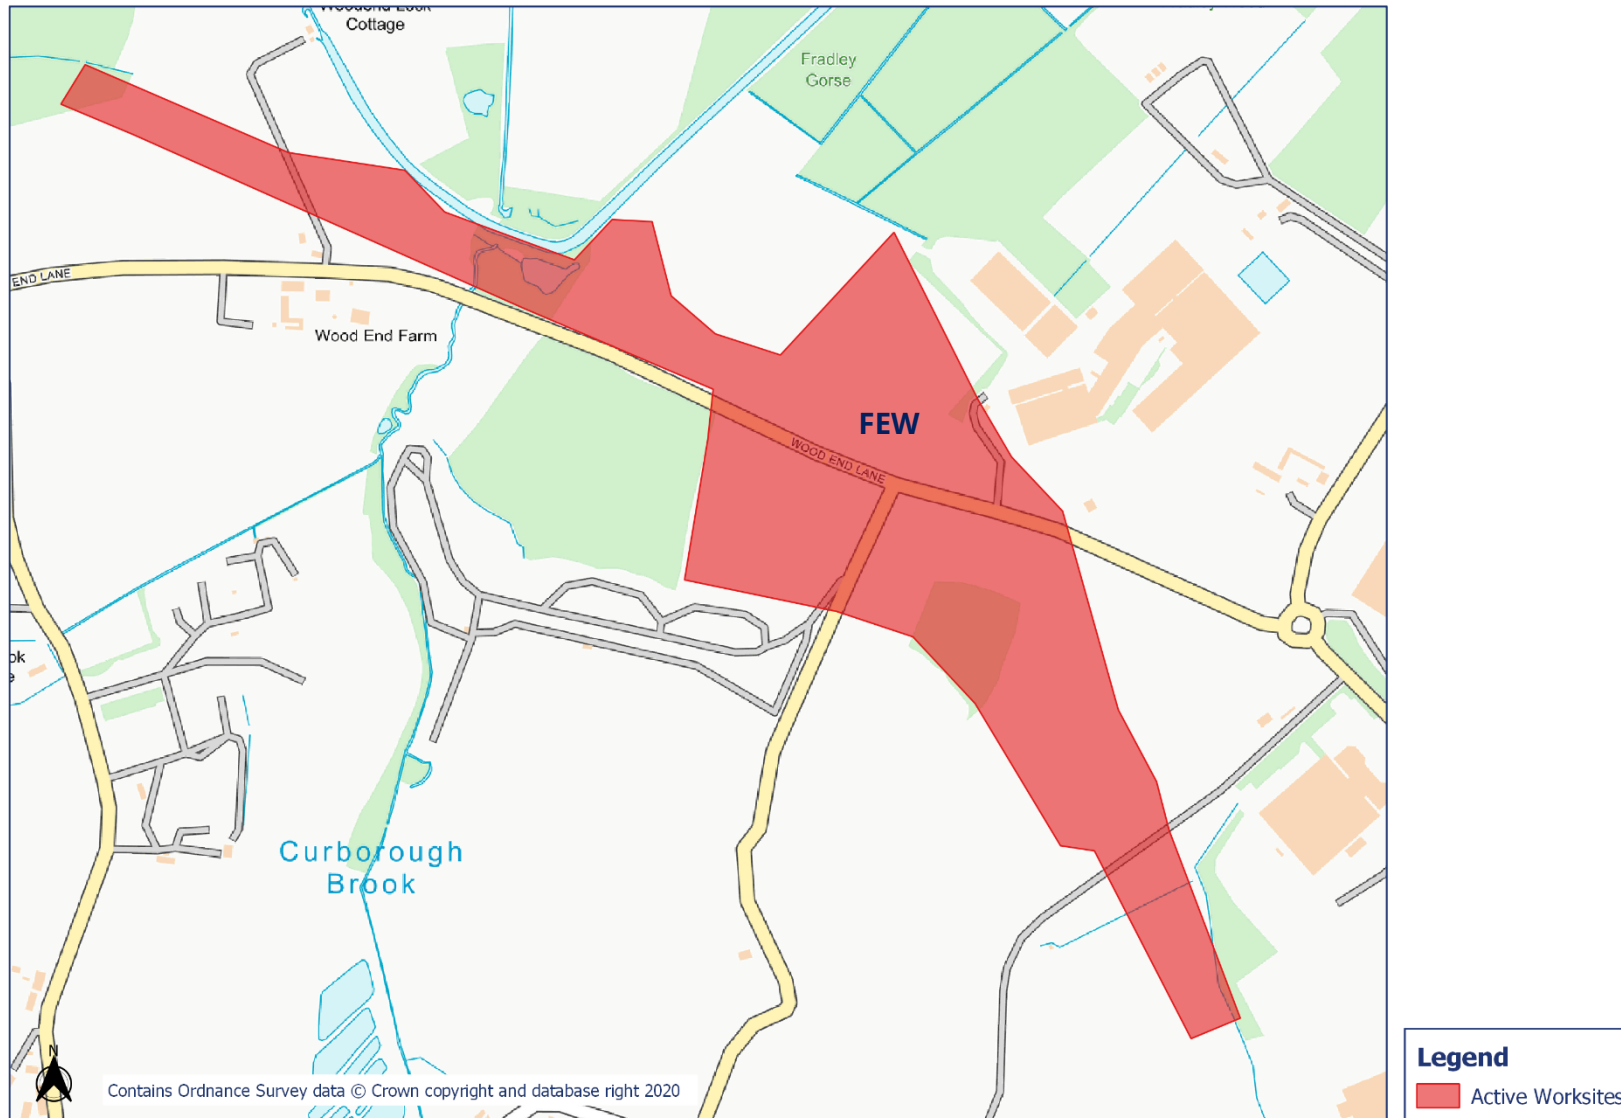 Cottage
Fradley
Gorse
END LANE
Wood End Farm
FEW
WOOD END LANE
Curborough
Brook
N
Contains Ordnance Survey data © Crown copyright and database right 2020
Legend
Active Worksites